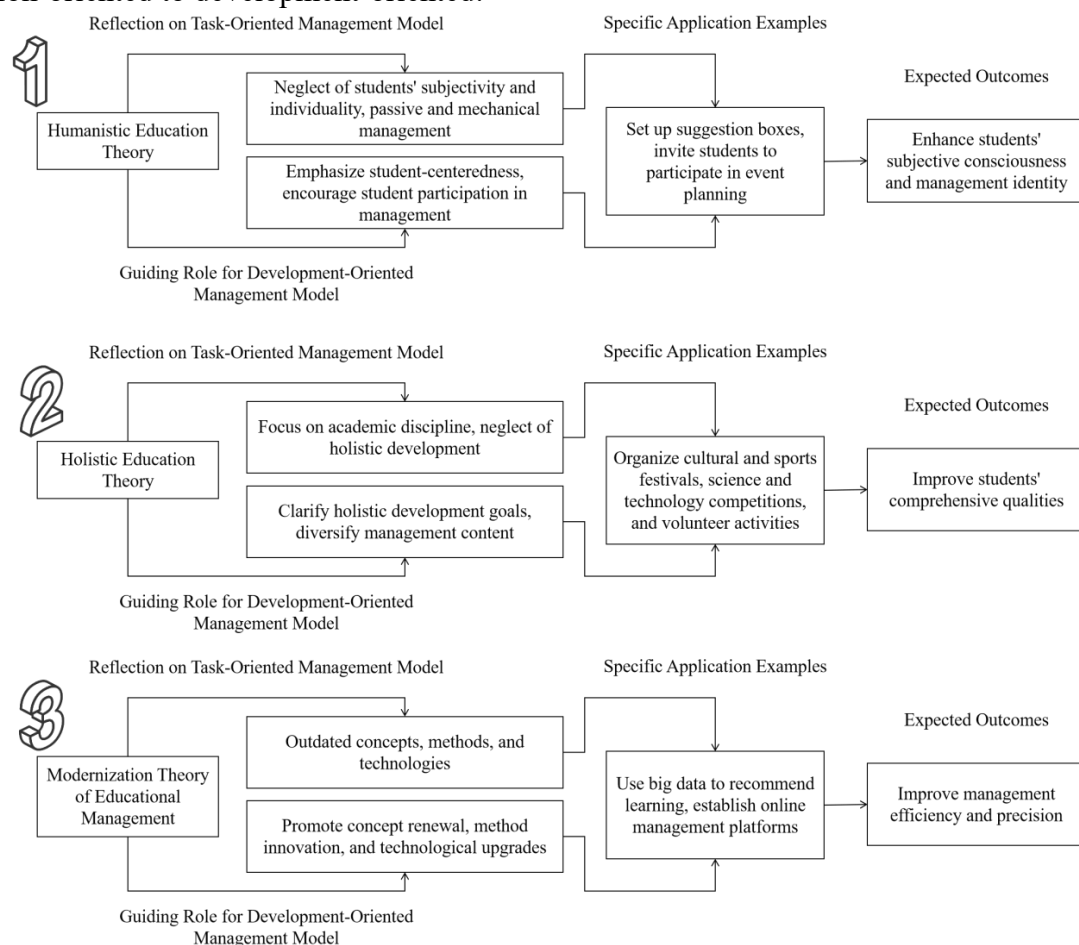 oriented to development-oriented.
Reflection on Task-Oriented Management Model
Specific Application Examples
1
Expected Outcomes
Humanistic Education
Theory
Neglect of students' subjectivity and
individuality, passive and mechanical
management
Emphasize student-centeredness,
encourage student participation in
management
Set up suggestion boxes,
invite students to
participate in event
planning
Enhance students'
subjective consciousness
and management identity
Guiding Role for Development-Oriented
Management Model
Reflection on Task-Oriented Management Model
Specific Application Examples
2
Expected Outcomes
Holistic Education
Theory
Focus on academic discipline, neglect of
holistic development
Clarify holistic development goals,
diversify management content
Organize cultural and sports
festivals, science and
technology competitions,
and volunteer activities
Improve students'
comprehensive qualities
Guiding Role for Development-Oriented
Management Model
Reflection on Task-Oriented Management Model
Specific Application Examples
3
Expected Outcomes
Modernization Theory
of Educational
Management
Outdated concepts, methods, and
technologies
Promote concept renewal, method
innovation, and technological upgrades
Use big data to recommend
learning, establish online
management platforms
Improve management
efficiency and precision
Guiding Role for Development-Oriented
Management Model